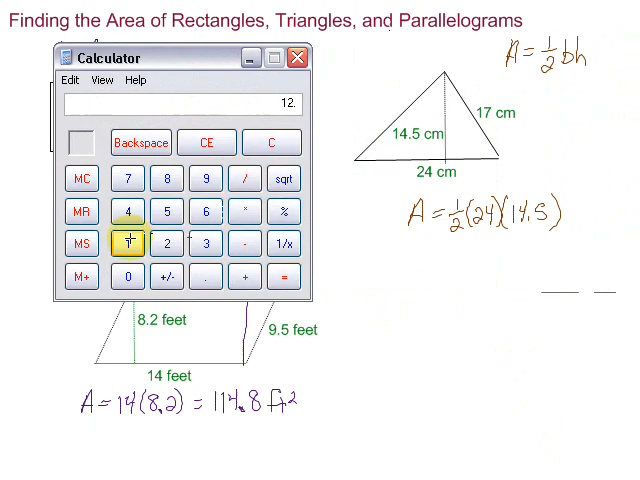 Finding the Area of Rectangles, Triangles, and Parallelograms
Calculator
Edit View Help
12.
Backspace CE C
MC 7 8 9 / sqrt
MR 4 5 6 * %
MS 1 2 3 - 1/x
M+ 0 +/- . + =
A = 1/2 bh
14.5 cm
17 cm
24 cm
A = 1/2 (24)(14.5)
8.2 feet
9.5 feet
14 feet
A = 14(8.2) = 114.8 ft²